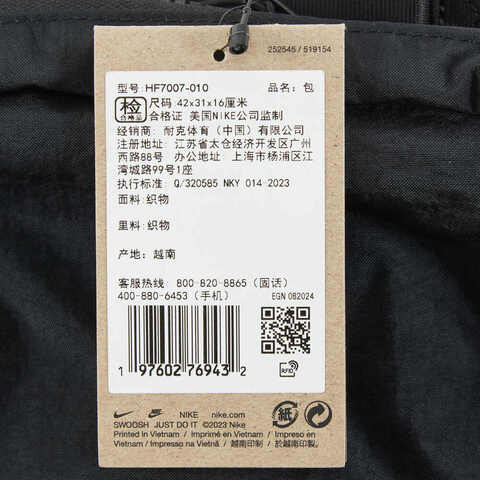 252545 / 519154
型号: HF7007-010 品名: 包
检 合格品
尺码 42x31x16厘米
合格证 美国NIKE公司监制
经销商: 耐克体育 (中国) 有限公司
注册地址: 江苏省太仓经济开发区广州
西路88号 办公地址: 上海市杨浦区江
湾城路99号1座
执行标准: Q/320585 NKY 014-2023
面料: 织物
里料: 织物
产地: 越南
客服热线: 800-820-8865 (固话)
400-880-6453 (手机)
EGN 082024
RFID
1 97602 76943 2
NIKE nike.com
SWOOSH JUST DO IT ©2023 Nike
Printed in Vietnam / Imprimé en Vietnam / Impreso en
Vietnam / Impresso na Vietnã / 越南印制 / 於越南印製
紙